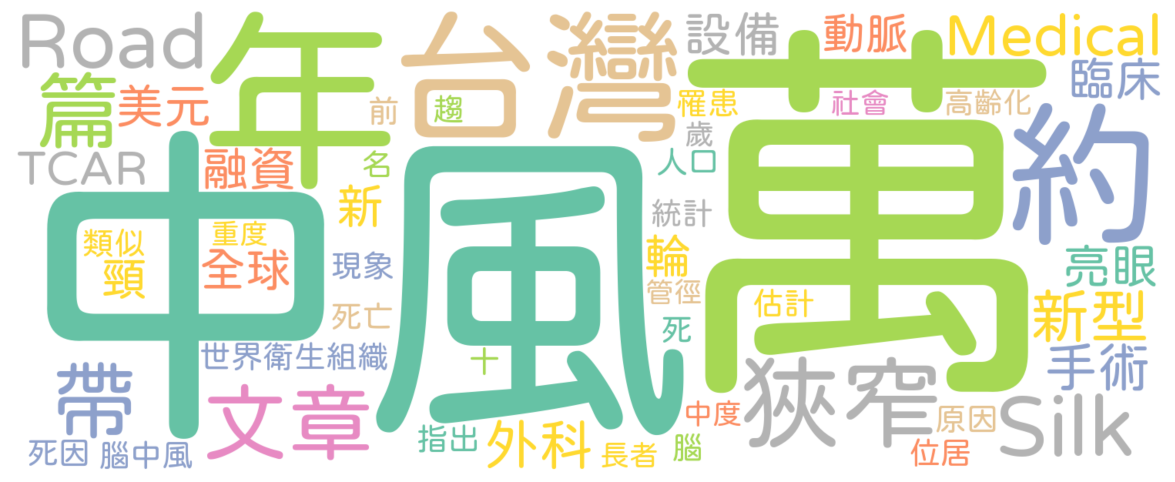 Road
年
台灣
設備
動脈
Medical
臨床
篇
美元
前
趨
罹患
社會
高齡化
歲
萬
約
TCAR
融資
名
人口
中風
新
統計
類似
重度
頸
全球
現象
輪
管徑
亮眼
估計
新型
死亡
死
世界衛生組織
十
手術
帶
文章
狹窄
Silk
指出
外科
長者
腦
中度
原因
位居
死因
腦中風